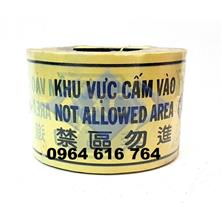 KHU VỰC CẤM VÀO
NOT ALLOWED AREA
禁區勿進
0964 616 764